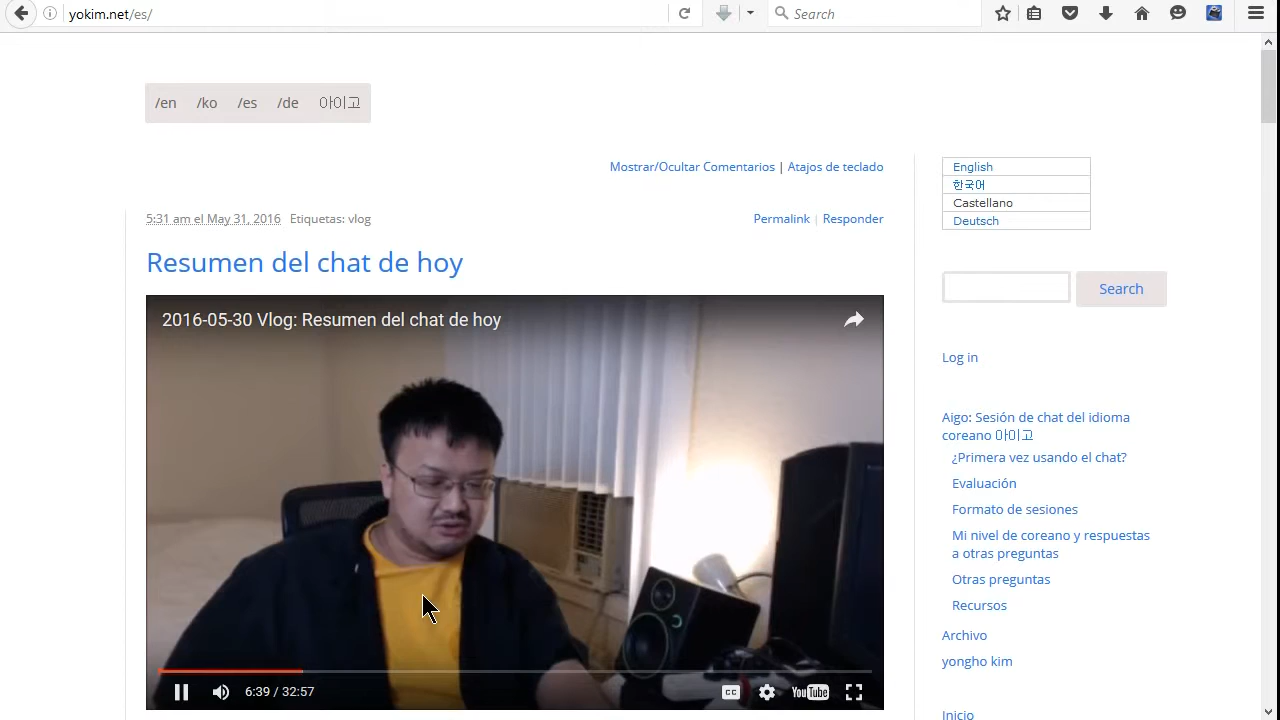 yokim.net/es/
Search
/en /ko /es /de 아이고
Mostrar/Ocultar Comentarios | Atajos de teclado
5:31 am el May 31, 2016 Etiquetas: vlog
Permalink | Responder
Resumen del chat de hoy
2016-05-30 Vlog: Resumen del chat de hoy
6:39 / 32:57
CC
YouTube
English
한국어
Castellano
Deutsch
Search
Log in
Aigo: Sesión de chat del idioma
coreano 아이고
¿Primera vez usando el chat?
Evaluación
Formato de sesiones
Mi nivel de coreano y respuestas
a otras preguntas
Otras preguntas
Recursos
Archivo
yongho kim
Inicio